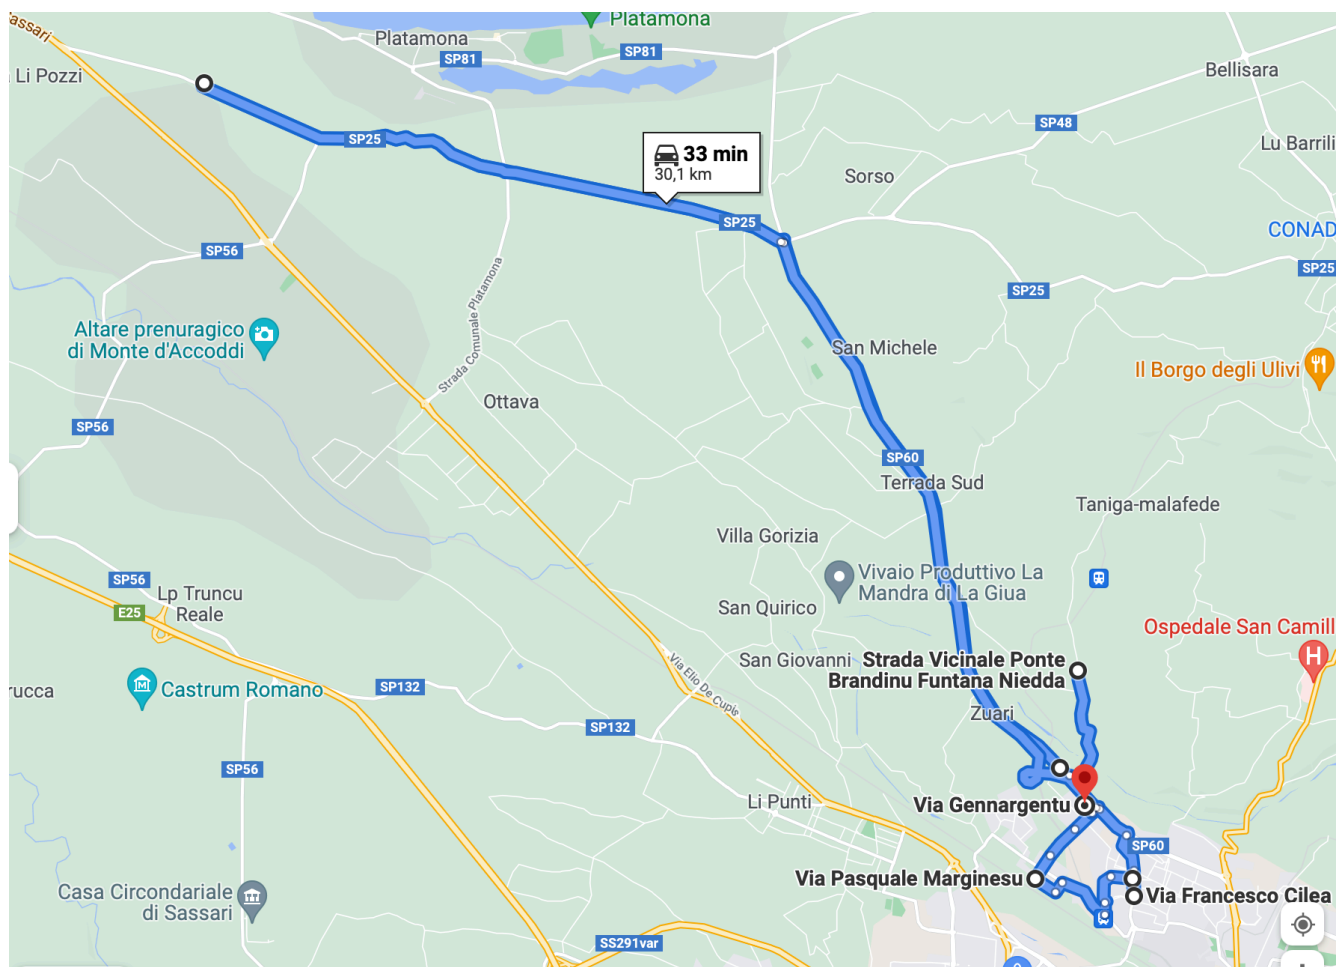 Platamona
Sassari
Platamona
SP81
SP81
Li Pozzi
Bellisara
SP48
SP25
Lu Barrili
33 min
30,1 km
Sorso
SP25
CONAD
SP56
SP25
SP25
Strada Comunale Platamona
Altare prenuragico
di Monte d'Accoddi
San Michele
Il Borgo degli Ulivi
Ottava
SP56
SP60
Terrada Sud
Taniga-malafede
Villa Gorizia
SP56
Vivaio Produttivo La
Mandra di La Giua
Lp Truncu
Reale
E25
San Quirico
Ospedale San Camill
San Giovanni
Strada Vicinale Ponte
Brandinu Funtana Niedda
rucca
Castrum Romano
SP132
Via Elio De Cupis
Zuari
SP132
SP56
Li Punti
Via Gennargentu
SP60
Via Pasquale Marginesu
Via Francesco Cilea
Casa Circondariale
di Sassari
SS291var